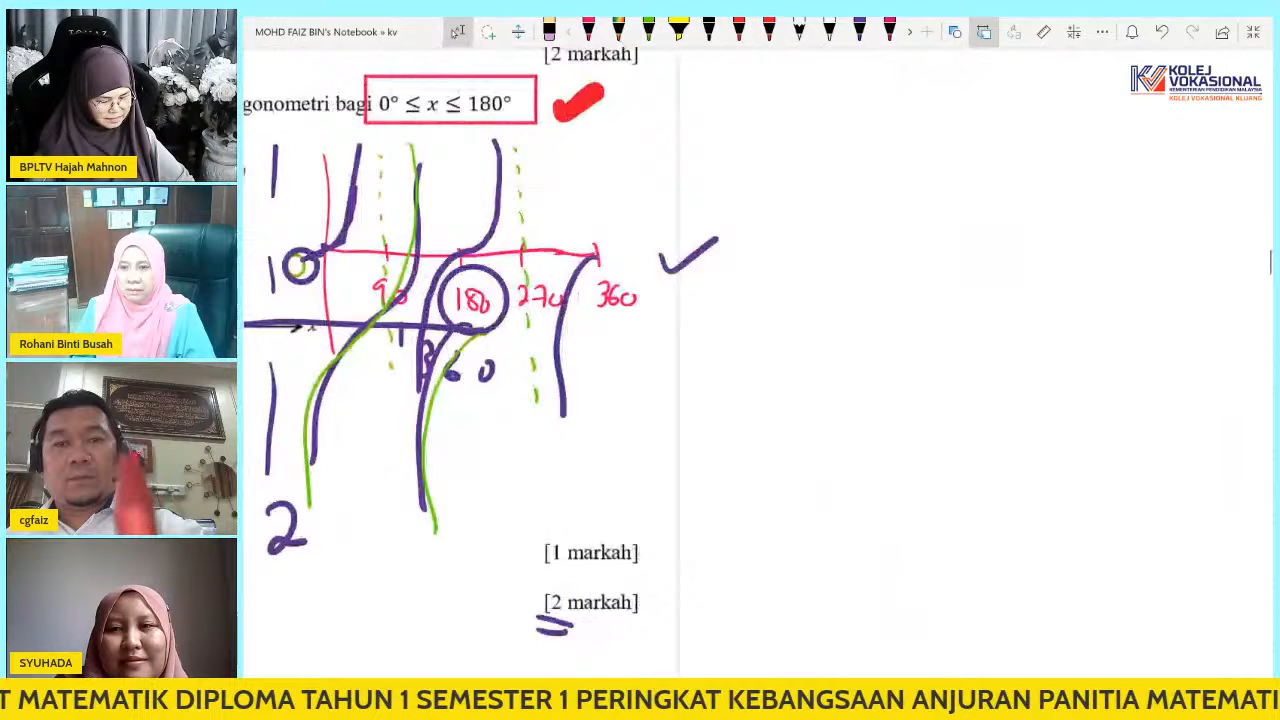 MOHD FAIZ BIN's Notebook » kv
[2 markah]
KOLEJ
VOKASIONAL
KEMENTERIAN PENDIDIKAN MALAYSIA
KOLEJ VOKASIONAL KLUANG
gonometri bagi 0° ≤ x ≤ 180°
BPLTV Hajah Mahnon
90 180 270 360
360
x
Rohani Binti Busah
cgfaiz
2
[1 markah]
[2 markah]
SYUHADA
T MATEMATIK DIPLOMA TAHUN 1 SEMESTER 1 PERINGKAT KEBANGSAAN ANJURAN PANITIA MATEMATI